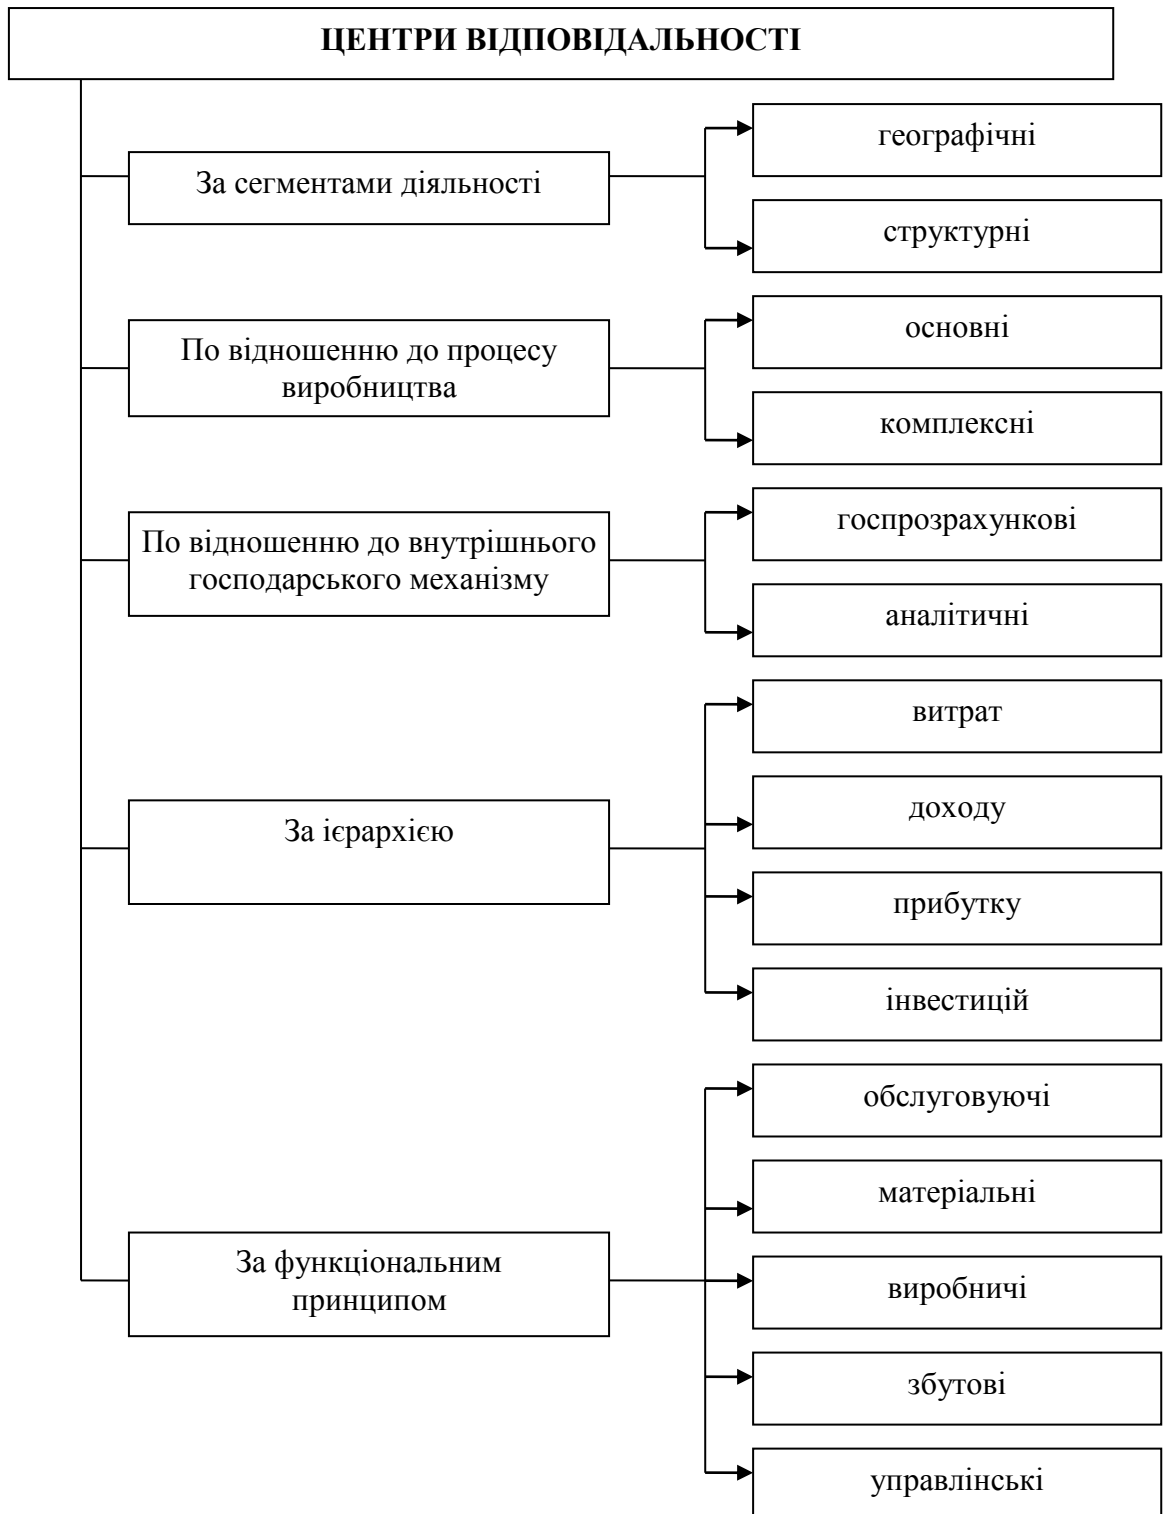 ЦЕНТРИ ВІДПОВІДАЛЬНОСТІ
За сегментами діяльності
географічні
структурні
По відношенню до процесу
виробництва
основні
комплексні
По відношенню до внутрішнього
господарського механізму
госпрозрахункові
аналітичні
За ієрархією
витрат
доходу
прибутку
інвестицій
За функціональним
принципом
обслуговуючі
матеріальні
виробничі
збутові
управлінські